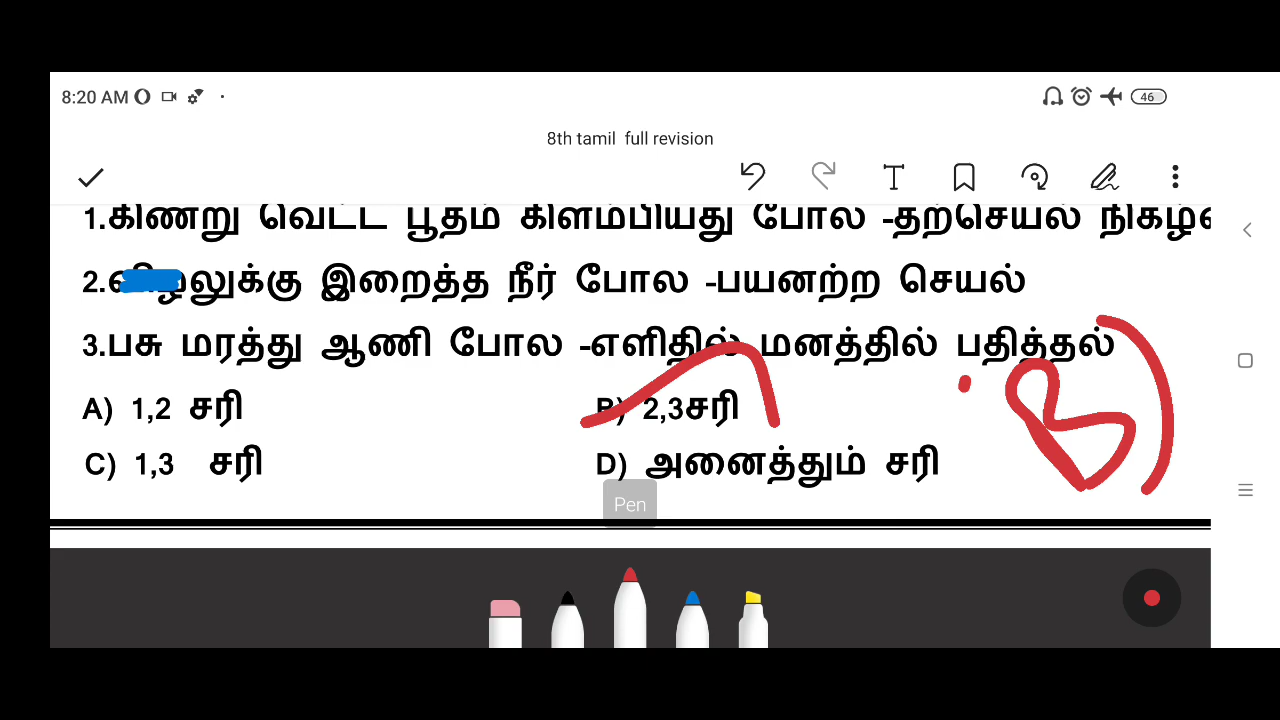 8:20 AM
46
8th tamil full revision
1.கிணறு வெட்ட பூதம் கிளம்பியது போல -தற்செயல்
2. இறைத்த நீர் போல -பயனற்ற செயல்
3.பசு மரத்து ஆணி போல -எளிதில் மனத்தில் பதித்தல்
A) 1,2 சரி B) 2,3சரி
C) 1,3 சரி D) அனைத்தும் சரி
B)
Pen